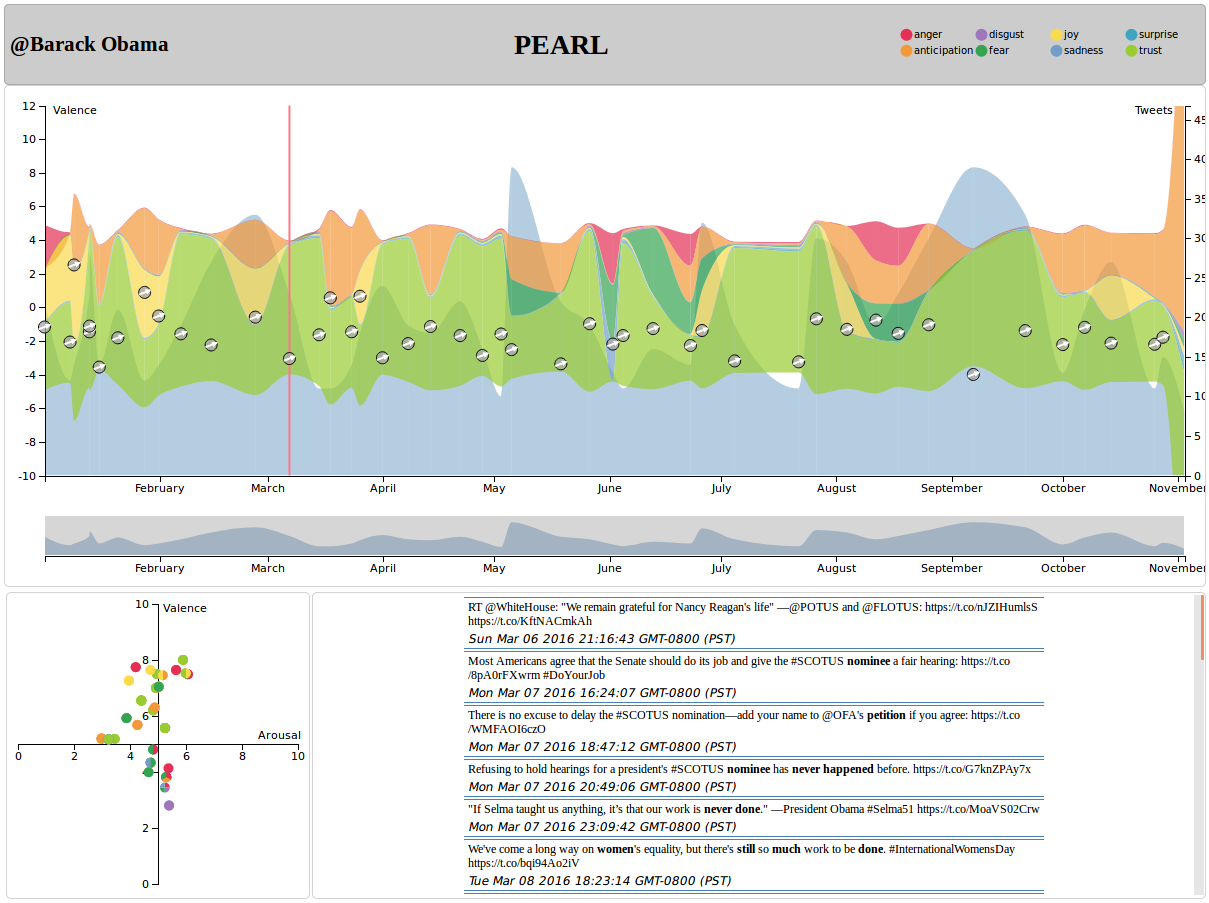 @Barack Obama
PEARL
anger
disgust
joy
surprise
anticipation
fear
sadness
trust
Valence
Tweets
12
10
8
6
4
2
0
-2
-4
-6
-8
-10
45
40
35
30
25
20
15
10
5
0
February
March
April
May
June
July
August
September
October
November
February
March
April
May
June
July
August
September
October
November
Valence
10
8
6
4
2
0
Arousal
0
2
4
6
8
10
RT @WhiteHouse: "We remain grateful for Nancy Reagan's life" —@POTUS and @FLOTUS: https://t.co/nJZIHumlsS
https://t.co/KftNACmkAh
Sun Mar 06 2016 21:16:43 GMT-0800 (PST)
Most Americans agree that the Senate should do its job and give the #SCOTUS nominee a fair hearing: https://t.co
/8pA0rFXwrm #DoYourJob
Mon Mar 07 2016 16:24:07 GMT-0800 (PST)
There is no excuse to delay the #SCOTUS nomination—add your name to @OFA's petition if you agree: https://t.co
/WMFAOI6czO
Mon Mar 07 2016 18:47:12 GMT-0800 (PST)
Refusing to hold hearings for a president's #SCOTUS nominee has never happened before. https://t.co/G7knZPAy7x
Mon Mar 07 2016 20:49:06 GMT-0800 (PST)
"If Selma taught us anything, it's that our work is never done." —President Obama #Selma51 https://t.co/MoaVS02Crw
Mon Mar 07 2016 23:09:42 GMT-0800 (PST)
We've come a long way on women's equality, but there's still so much work to be done. #InternationalWomensDay
https://t.co/bqi94Ao2iV
Tue Mar 08 2016 18:23:14 GMT-0800 (PST)